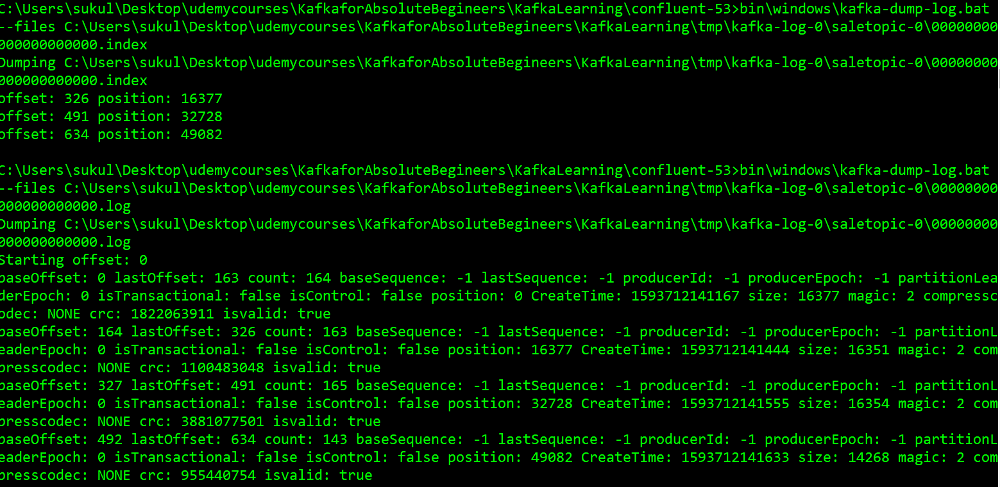 C:\Users\sukul\Desktop\udemycourses\KafkaforAbsoluteBegineers\KafkaLearning\confluent-53>bin\windows\kafka-dump-log.bat
--files C:\Users\sukul\Desktop\udemycourses\KafkaforAbsoluteBegineers\KafkaLearning\tmp\kafka-log-0\saletopic-0\00000000
000000000000.index
Dumping C:\Users\sukul\Desktop\udemycourses\KafkaforAbsoluteBegineers\KafkaLearning\tmp\kafka-log-0\saletopic-0\00000000
000000000000.index
offset: 326 position: 16377
offset: 491 position: 32728
offset: 634 position: 49082
C:\Users\sukul\Desktop\udemycourses\KafkaforAbsoluteBegineers\KafkaLearning\confluent-53>bin\windows\kafka-dump-log.bat
--files C:\Users\sukul\Desktop\udemycourses\KafkaforAbsoluteBegineers\KafkaLearning\tmp\kafka-log-0\saletopic-0\00000000
000000000000.log
Dumping C:\Users\sukul\Desktop\udemycourses\KafkaforAbsoluteBegineers\KafkaLearning\tmp\kafka-log-0\saletopic-0\00000000
000000000000.log
Starting offset: 0
baseOffset: 0 lastOffset: 163 count: 164 baseSequence: -1 lastSequence: -1 producerId: -1 producerEpoch: -1 partitionLea
derEpoch: 0 isTransactional: false isControl: false position: 0 CreateTime: 1593712141167 size: 16377 magic: 2 compressc
odec: NONE crc: 1822063911 isvalid: true
baseOffset: 164 lastOffset: 326 count: 163 baseSequence: -1 lastSequence: -1 producerId: -1 producerEpoch: -1 partitionL
eaderEpoch: 0 isTransactional: false isControl: false position: 16377 CreateTime: 1593712141444 size: 16351 magic: 2 com
presscodec: NONE crc: 1100483048 isvalid: true
baseOffset: 327 lastOffset: 491 count: 165 baseSequence: -1 lastSequence: -1 producerId: -1 producerEpoch: -1 partitionL
eaderEpoch: 0 isTransactional: false isControl: false position: 32728 CreateTime: 1593712141555 size: 16354 magic: 2 com
presscodec: NONE crc: 3881077501 isvalid: true
baseOffset: 492 lastOffset: 634 count: 143 baseSequence: -1 lastSequence: -1 producerId: -1 producerEpoch: -1 partitionL
eaderEpoch: 0 isTransactional: false isControl: false position: 49082 CreateTime: 1593712141633 size: 14268 magic: 2 com
presscodec: NONE crc: 955440754 isvalid: true